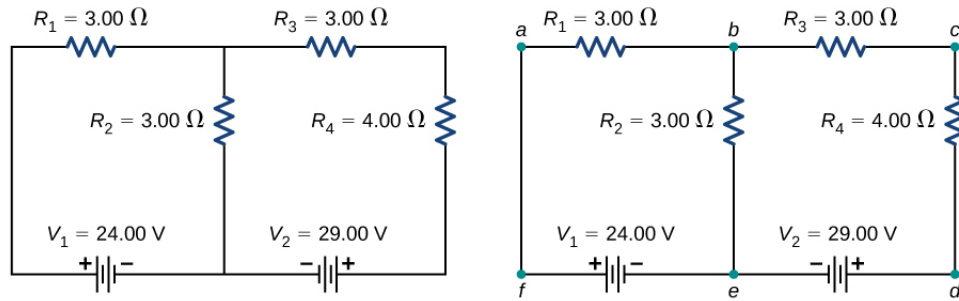 R₁ = 3.00 Ω
R₃ = 3.00 Ω
R₂ = 3.00 Ω
R₄ = 4.00 Ω
V₁ = 24.00 V
V₂ = 29.00 V
+ −
− +
a
R₁ = 3.00 Ω
b
R₃ = 3.00 Ω
c
R₂ = 3.00 Ω
R₄ = 4.00 Ω
V₁ = 24.00 V
V₂ = 29.00 V
+ −
− +
f
e
d